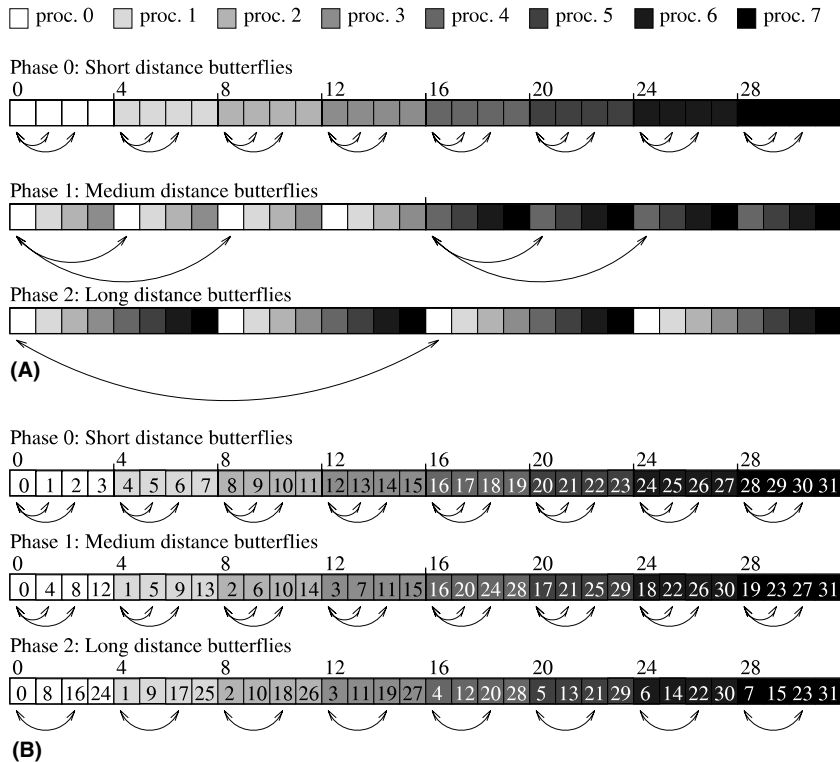 proc. 0 proc. 1 proc. 2 proc. 3 proc. 4 proc. 5 proc. 6 proc. 7
Phase 0: Short distance butterflies
0 4 8 12 16 20 24 28
Phase 1: Medium distance butterflies
Phase 2: Long distance butterflies
(A)
Phase 0: Short distance butterflies
0 4 8 12 16 20 24 28
0 1 2 3 4 5 6 7 8 9 10 11 12 13 14 15 16 17 18 19 20 21 22 23 24 25 26 27 28 29 30 31
Phase 1: Medium distance butterflies
0 4 8 12 16 20 24 28
0 4 8 12 1 5 9 13 2 6 10 14 3 7 11 15 16 20 24 28 17 21 25 29 18 22 26 30 19 23 27 31
Phase 2: Long distance butterflies
0 4 8 12 16 20 24 28
0 8 16 24 1 9 17 25 2 10 18 26 3 11 19 27 4 12 20 28 5 13 21 29 6 14 22 30 7 15 23 31
(B)